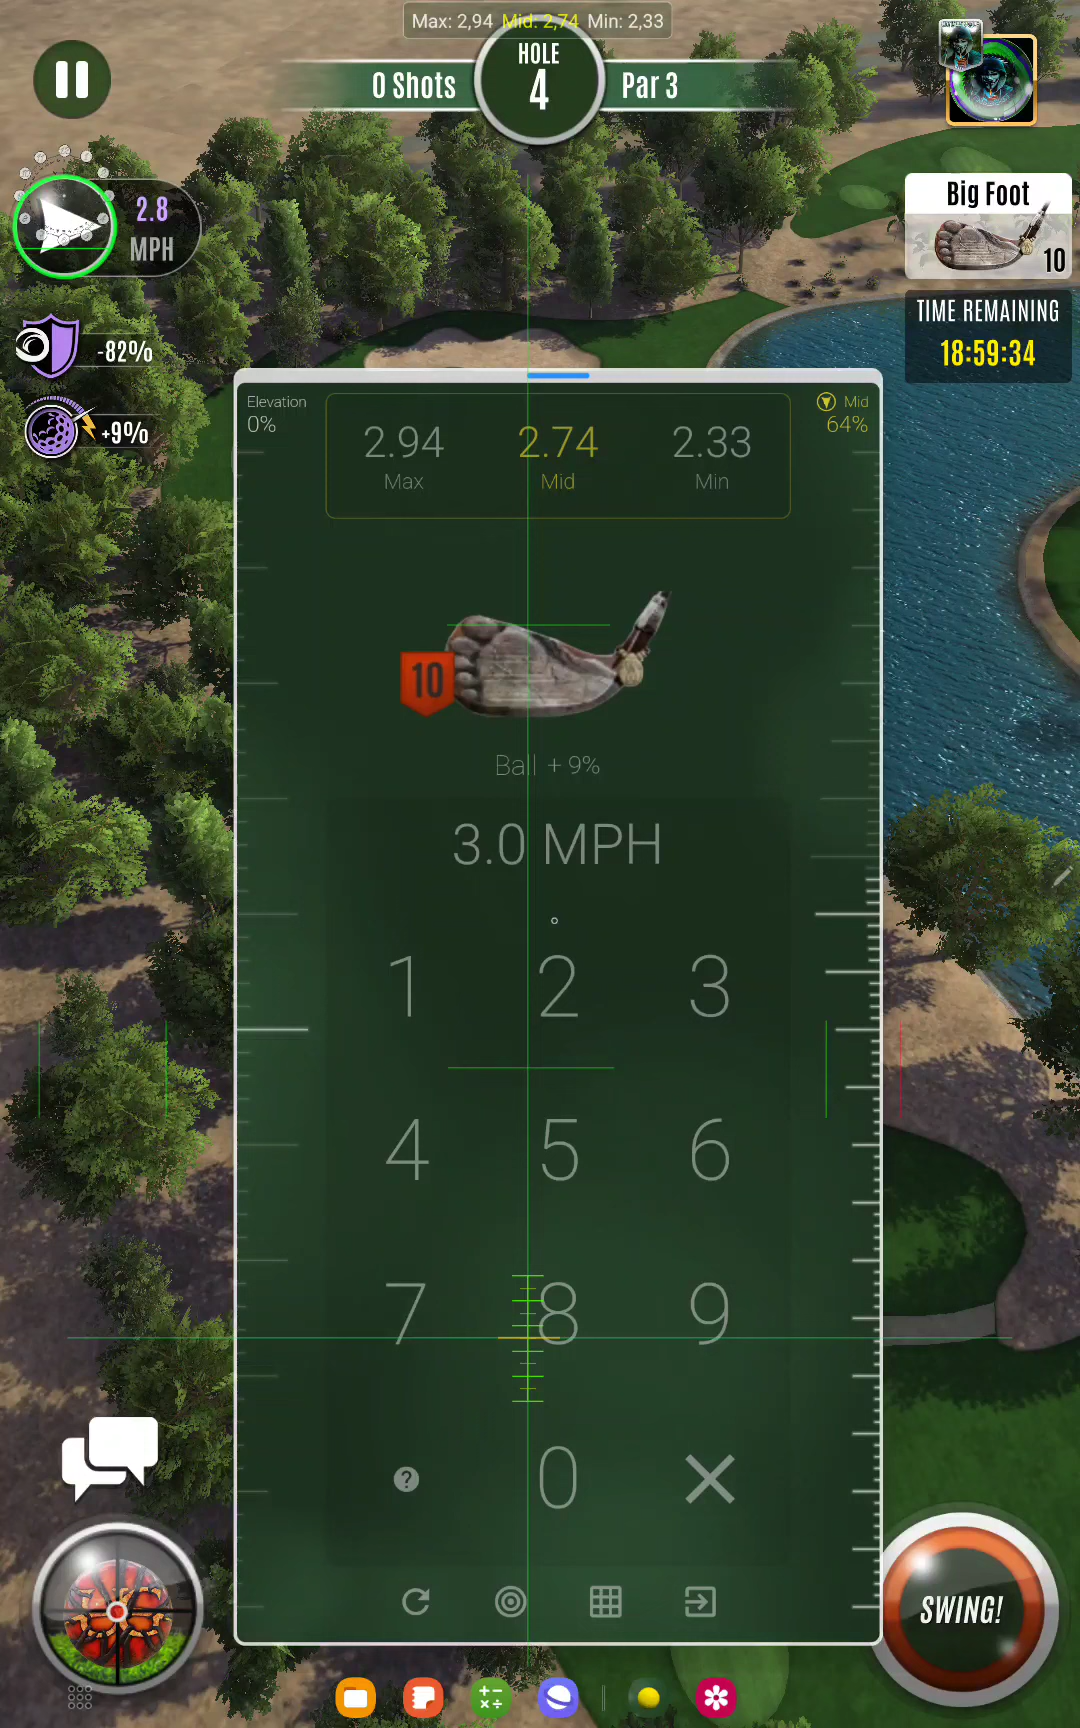 Max: 2,94 Mid: 2,74 Min: 2,33
HOLE
4
0 Shots
Par 3
2.8
MPH
Big Foot
10
TIME REMAINING
18:59:34
-82%
+9%
Elevation
0%
Mid
64%
2.94 2.74 2.33
Max Mid Min
10
Ball + 9%
3.0 MPH
1 2 3
4 5 6
7 8 9
? 0
SWING!